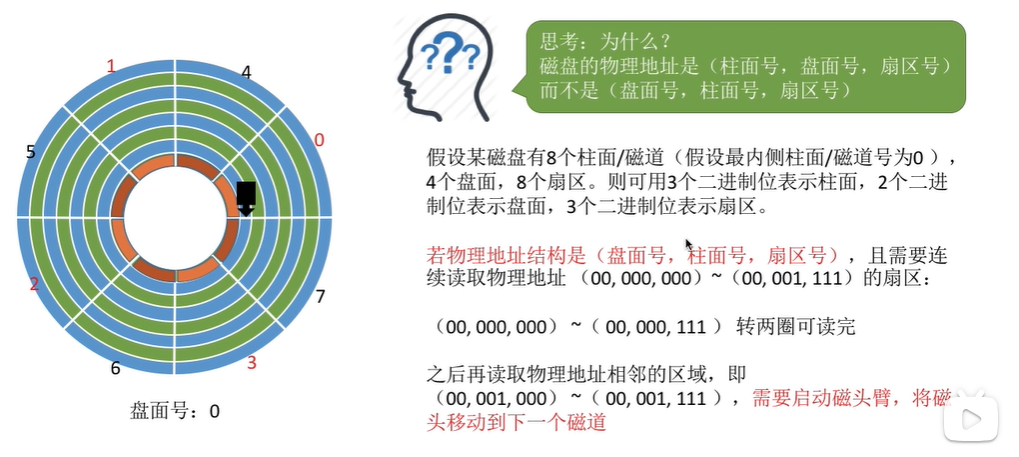 ???
思考：为什么？
磁盘的物理地址是（柱面号，盘面号，扇区号）
而不是（盘面号，柱面号，扇区号）
1
4
0
5
2
7
6
3
盘面号：0
假设某磁盘有8个柱面/磁道（假设最内侧柱面/磁道号为0），
4个盘面，8个扇区。则可用3个二进制位表示柱面，2个二进
制位表示盘面，3个二进制位表示扇区。
若物理地址结构是（盘面号，柱面号，扇区号），且需要连
续读取物理地址（00, 000, 000）~（00, 001, 111）的扇区：
（00, 000, 000） ~（ 00, 000, 111 ） 转两圈可读完
之后再读取物理地址相邻的区域，即
（00, 001, 000） ~（ 00, 001, 111 ），需要启动磁头臂，将磁
头移动到下一个磁道